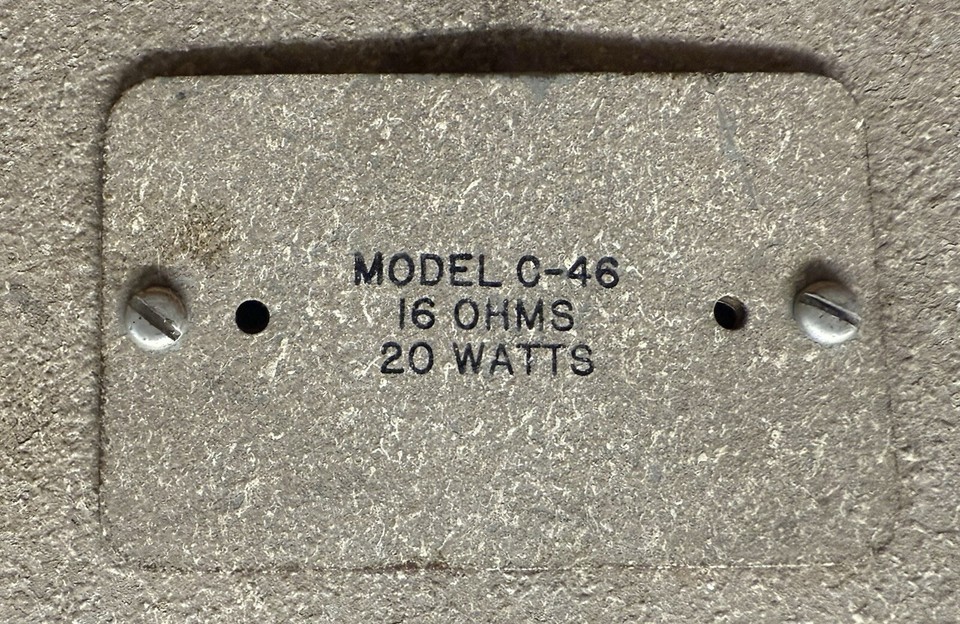 MODEL C-46
16 OHMS
20 WATTS